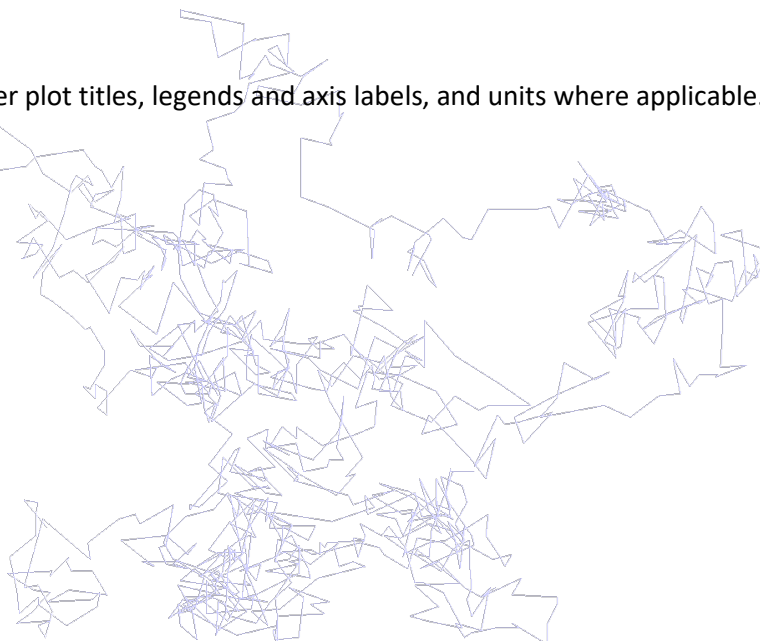 er plot titles, legends and axis labels, and units where applicable.